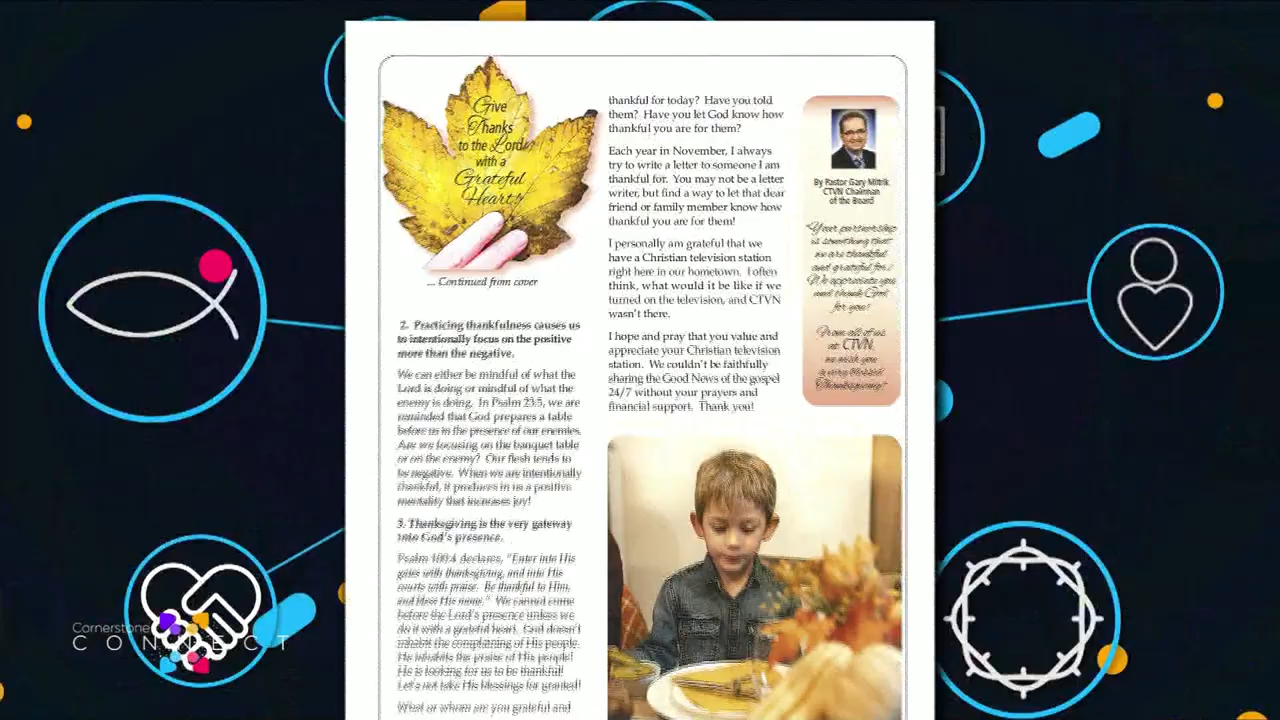 Give
Thanks
to the Lord
with a
Grateful
Heart!
... Continued from cover
2. Practicing thankfulness causes us
to intentionally focus on the positive
more than the negative.
We can either be mindful of what the
Lord is doing or mindful of what the
enemy is doing. In Psalm 23:5, we are
reminded that God prepares a table
before us in the presence of our enemies.
Are we focusing on the banquet table
or on the enemy? Our flesh tends to
be negative. When we are intentionally
thankful, it produces in us a positive
mentality that increases joy!
3. Thanksgiving is the very gateway
into God's presence.
Psalm 100:4 declares, "Enter into His
gates with thanksgiving, and into His
courts with praise. Be thankful to Him,
and bless His name." We cannot come
before the Lord's presence unless we
do it with a grateful heart. God doesn't
inhabit the complaining of His people.
He inhabits the praise of His people!
He is looking for us to be thankful!
Let's not take His blessings for granted!
What or whom are you grateful and
thankful for today? Have you told
them? Have you let God know how
thankful you are for them?
Each year in November, I always
try to write a letter to someone I am
thankful for. You may not be a letter
writer, but find a way to let that dear
friend or family member know how
thankful you are for them!
I personally am grateful that we
have a Christian television station
right here in our hometown. I often
think, what would it be like if we
turned on the television, and CTVN
wasn't there.
I hope and pray that you value and
appreciate your Christian television
station. We couldn't be faithfully
sharing the Good News of the gospel
24/7 without your prayers and
financial support. Thank you!
By Pastor Gary Mitrik
CTVN Chairman
of the Board
"Your partnership
is something that
we are thankful
and grateful for!
We appreciate you
and thank God
for you!
From all of us
at CTVN,
we wish you
a very blessed
Thanksgiving!"
Cornerstone
CONNECT